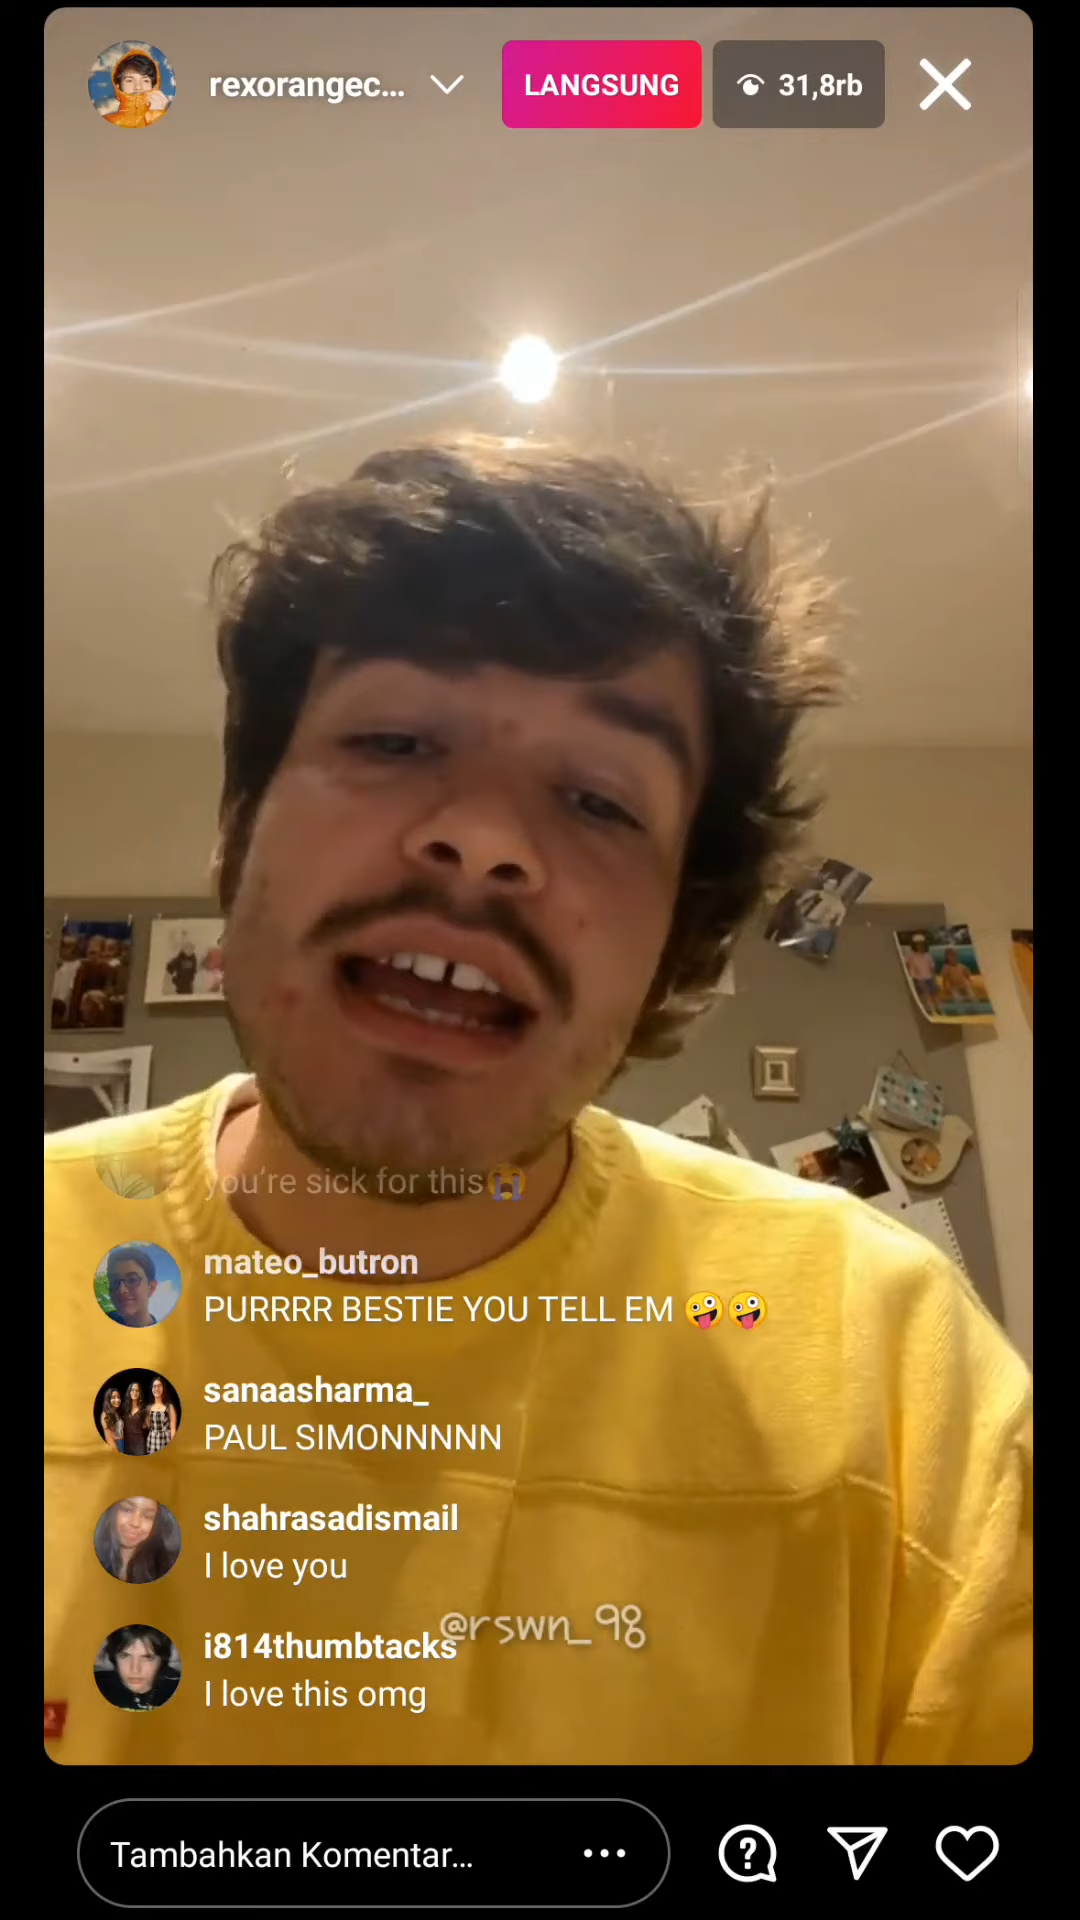 rexorangec...
LANGSUNG
31,8rb
you're sick for this😭
mateo_butron
PURRRR BESTIE YOU TELL EM 🤪🤪
sanaasharma_
PAUL SIMONNNNN
shahrasadismail
I love you
@rswn_98
i814thumbtacks
I love this omg
Tambahkan Komentar...